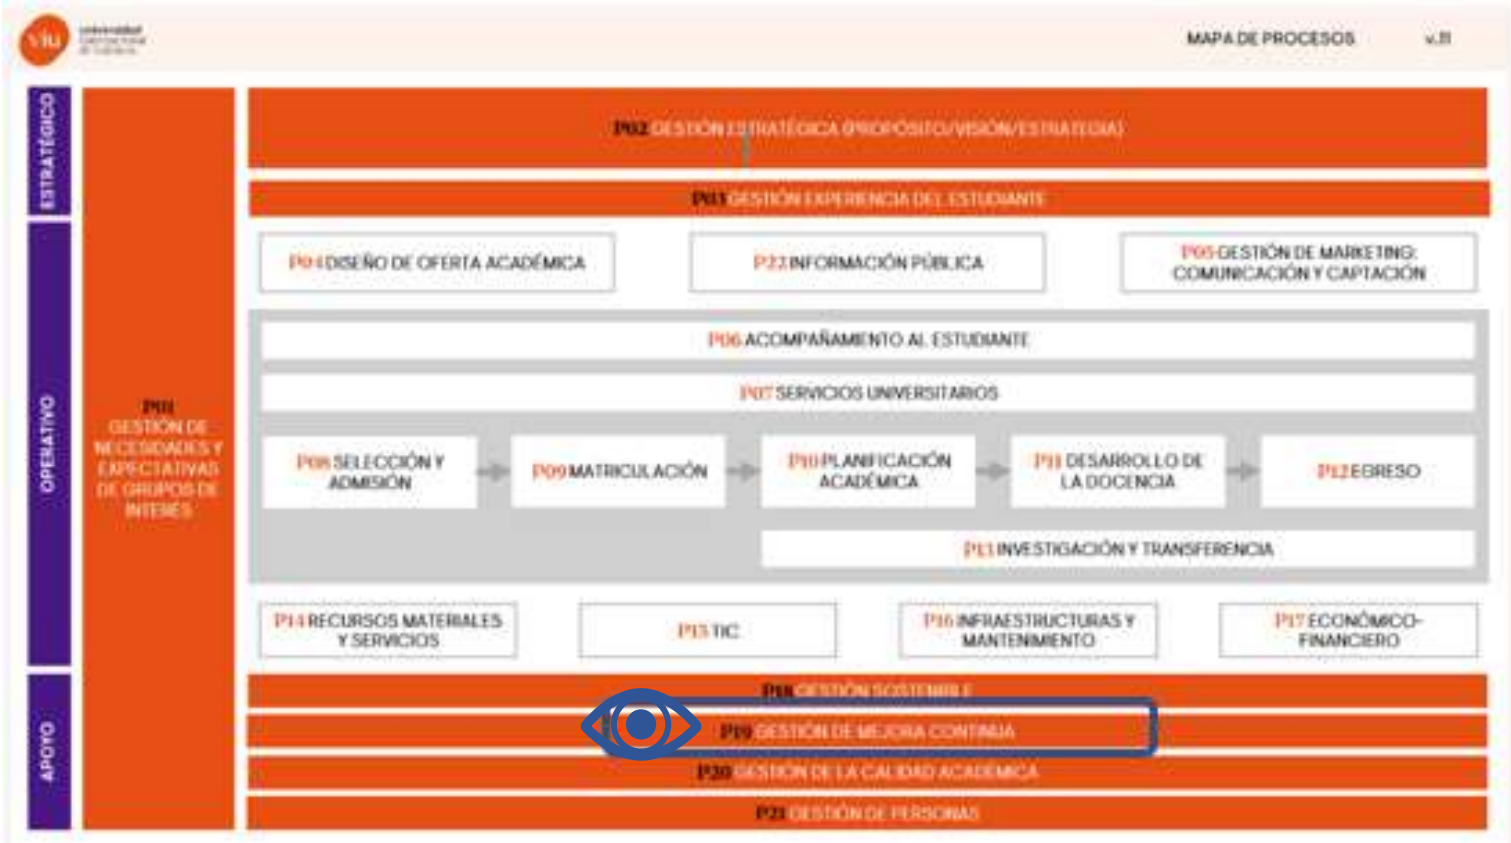 viu
MAPA DE PROCESOS v.11
ESTRATÉGICO
P02 GESTIÓN ESTRATÉGICA (PROPÓSITO/VISIÓN/ESTRATEGIA)
P03 GESTIÓN EXPERIENCIA DEL ESTUDIANTE
OPERATIVO
P01
GESTIÓN DE
NECESIDADES Y
EXPECTATIVAS
DE GRUPOS DE
INTERÉS
P04 DISEÑO DE OFERTA ACADÉMICA
P22 INFORMACIÓN PÚBLICA
P05 GESTIÓN DE MARKETING:
COMUNICACIÓN Y CAPTACIÓN
P06 ACOMPAÑAMIENTO AL ESTUDIANTE
P07 SERVICIOS UNIVERSITARIOS
P08 SELECCIÓN Y
ADMISIÓN
P09 MATRICULACIÓN
P10 PLANIFICACIÓN
ACADÉMICA
P11 DESARROLLO DE
LA DOCENCIA
P12 EGRESO
P13 INVESTIGACIÓN Y TRANSFERENCIA
P14 RECURSOS MATERIALES
Y SERVICIOS
P15 TIC
P16 INFRAESTRUCTURAS Y
MANTENIMIENTO
P17 ECONÓMICO-
FINANCIERO
APOYO
P18 GESTIÓN SOSTENIBLE
P19 GESTIÓN DE MEJORA CONTINUA
P20 GESTIÓN DE LA CALIDAD ACADÉMICA
P21 GESTIÓN DE PERSONAS